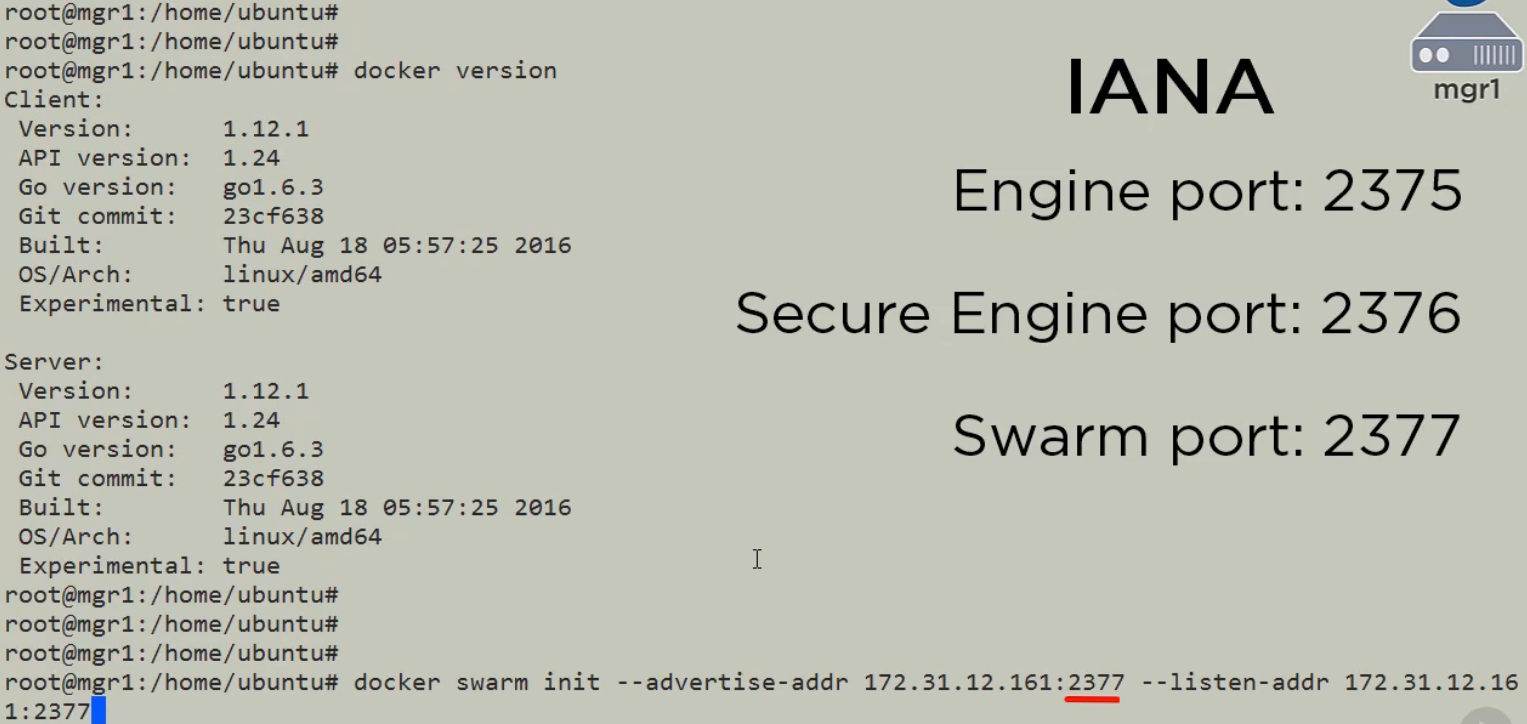 root@mgr1:/home/ubuntu#
root@mgr1:/home/ubuntu#
root@mgr1:/home/ubuntu# docker version
Client:
 Version:      1.12.1
 API version:  1.24
 Go version:   go1.6.3
 Git commit:   23cf638
 Built:        Thu Aug 18 05:57:25 2016
 OS/Arch:      linux/amd64
 Experimental: true
Server:
 Version:      1.12.1
 API version:  1.24
 Go version:   go1.6.3
 Git commit:   23cf638
 Built:        Thu Aug 18 05:57:25 2016
 OS/Arch:      linux/amd64
 Experimental: true
root@mgr1:/home/ubuntu#
root@mgr1:/home/ubuntu#
root@mgr1:/home/ubuntu#
root@mgr1:/home/ubuntu# docker swarm init --advertise-addr 172.31.12.161:2377 --listen-addr 172.31.12.16
1:2377
mgr1
IANA
Engine port: 2375
Secure Engine port: 2376
Swarm port: 2377